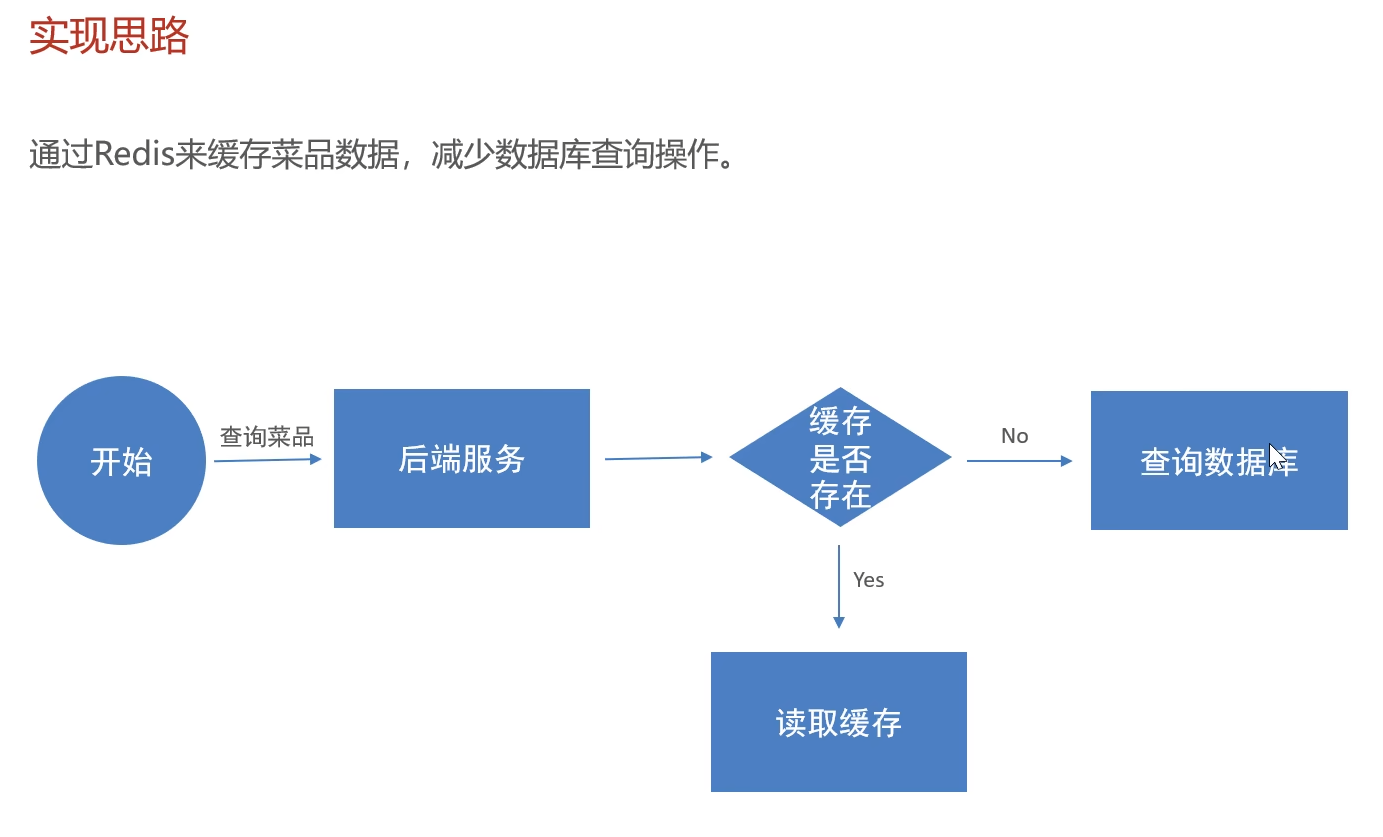 实现思路
通过Redis来缓存菜品数据，减少数据库查询操作。
开始
查询菜品
后端服务
缓存
是否
存在
No
查询数据库
Yes
读取缓存